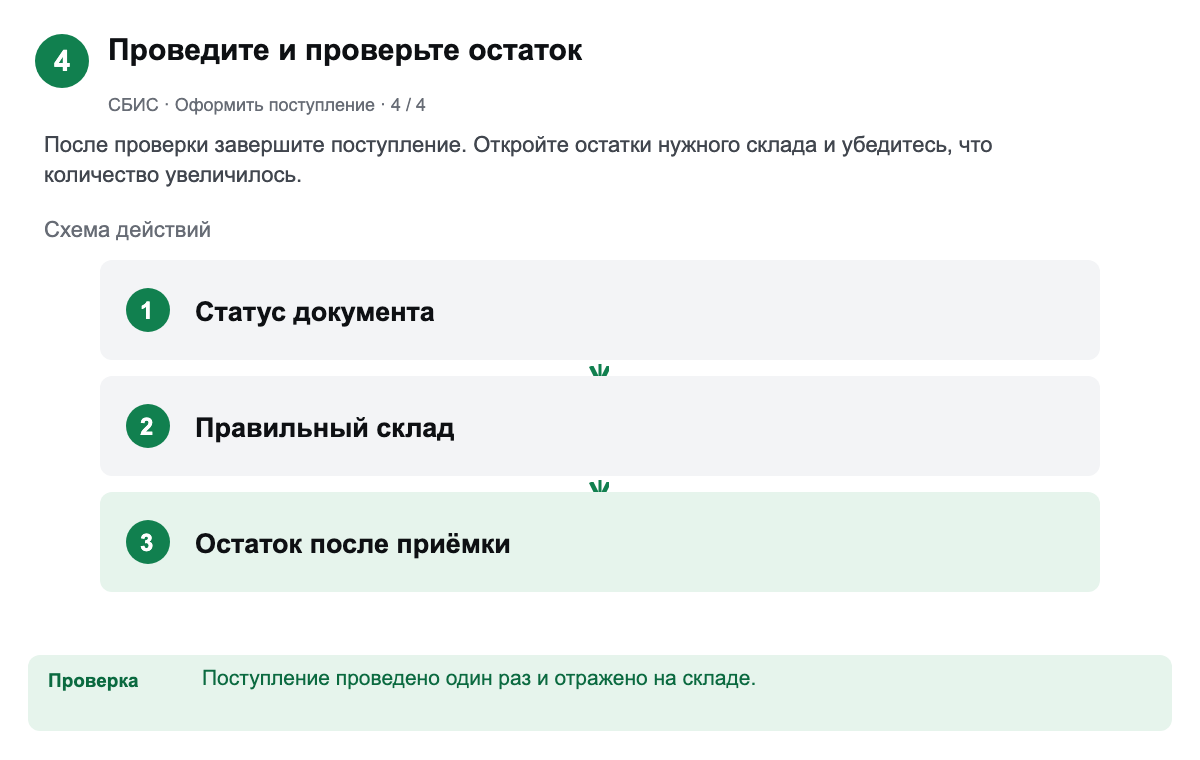 4
Проведите и проверьте остаток
СБИС · Оформить поступление · 4 / 4
После проверки завершите поступление. Откройте остатки нужного склада и убедитесь, что
количество увеличилось.
Схема действий
1 Статус документа
2 Правильный склад
3 Остаток после приёмки
Проверка Поступление проведено один раз и отражено на складе.